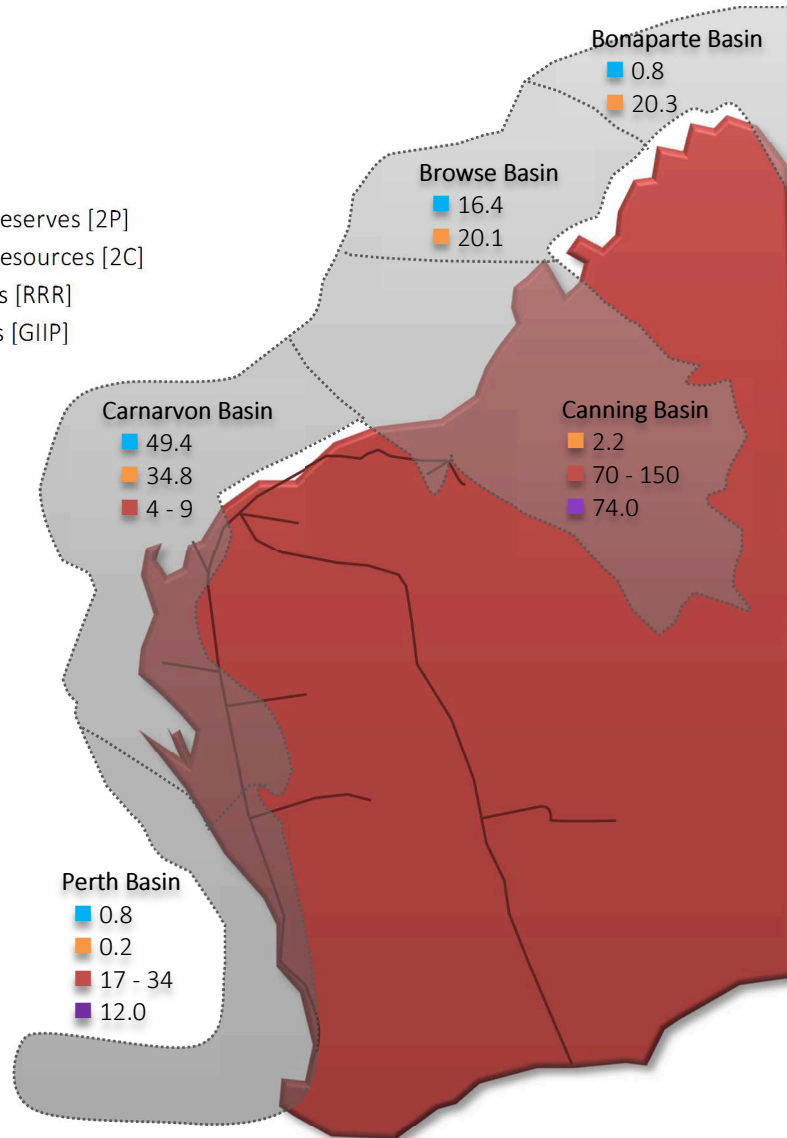 Bonaparte Basin
0.8
20.3
Browse Basin
16.4
20.1
eserves [2P]
esources [2C]
s [RRR]
s [GIIP]
Carnarvon Basin
49.4
34.8
4 - 9
Canning Basin
2.2
70 - 150
74.0
Perth Basin
0.8
0.2
17 - 34
12.0